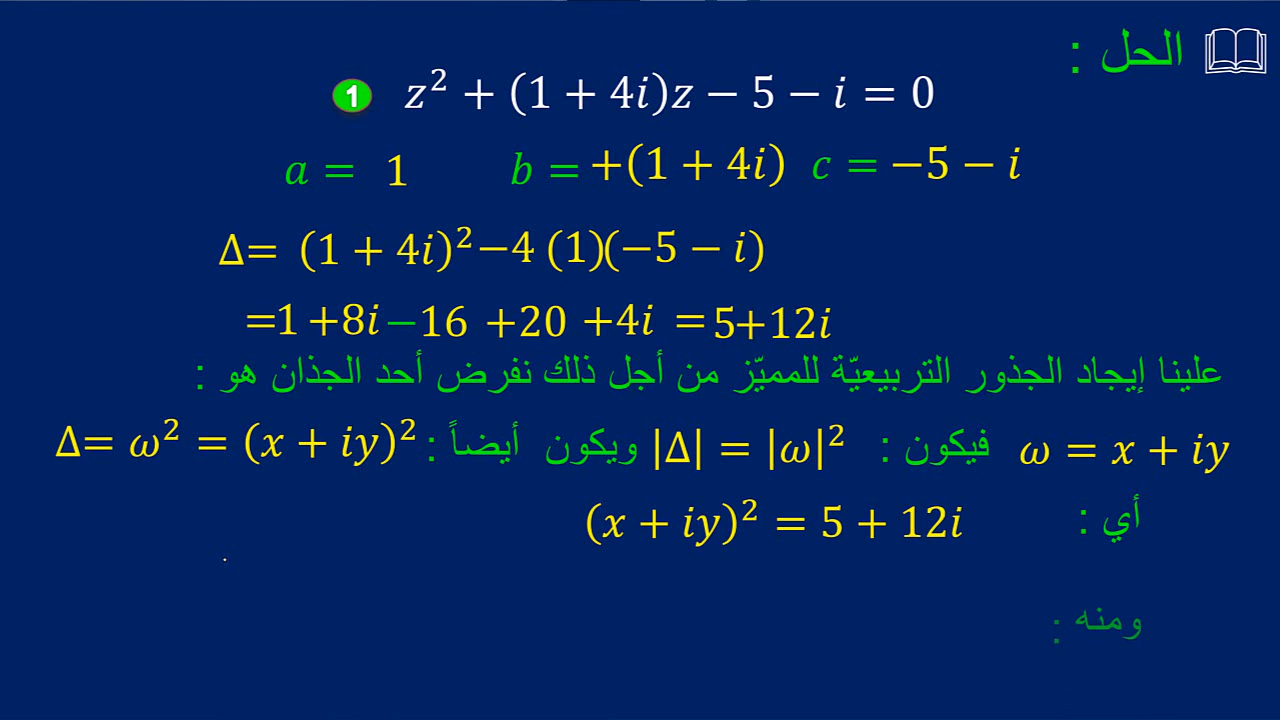 الحل :
1 z² + (1 + 4i)z − 5 − i = 0
a = 1 b = +(1 + 4i) c = −5 − i
Δ= (1 + 4i)²−4 (1)(−5 − i)
=1 +8i −16 +20 +4i =5+12i
علينا إيجاد الجذور التربيعيّة للمميّز من أجل ذلك نفرض أحد الجذان هو :
ω = x + iy فيكون : |Δ| = |ω|² ويكون أيضاً : Δ= ω² = (x + iy)²
أي : (x + iy)² = 5 + 12i
ومنه :